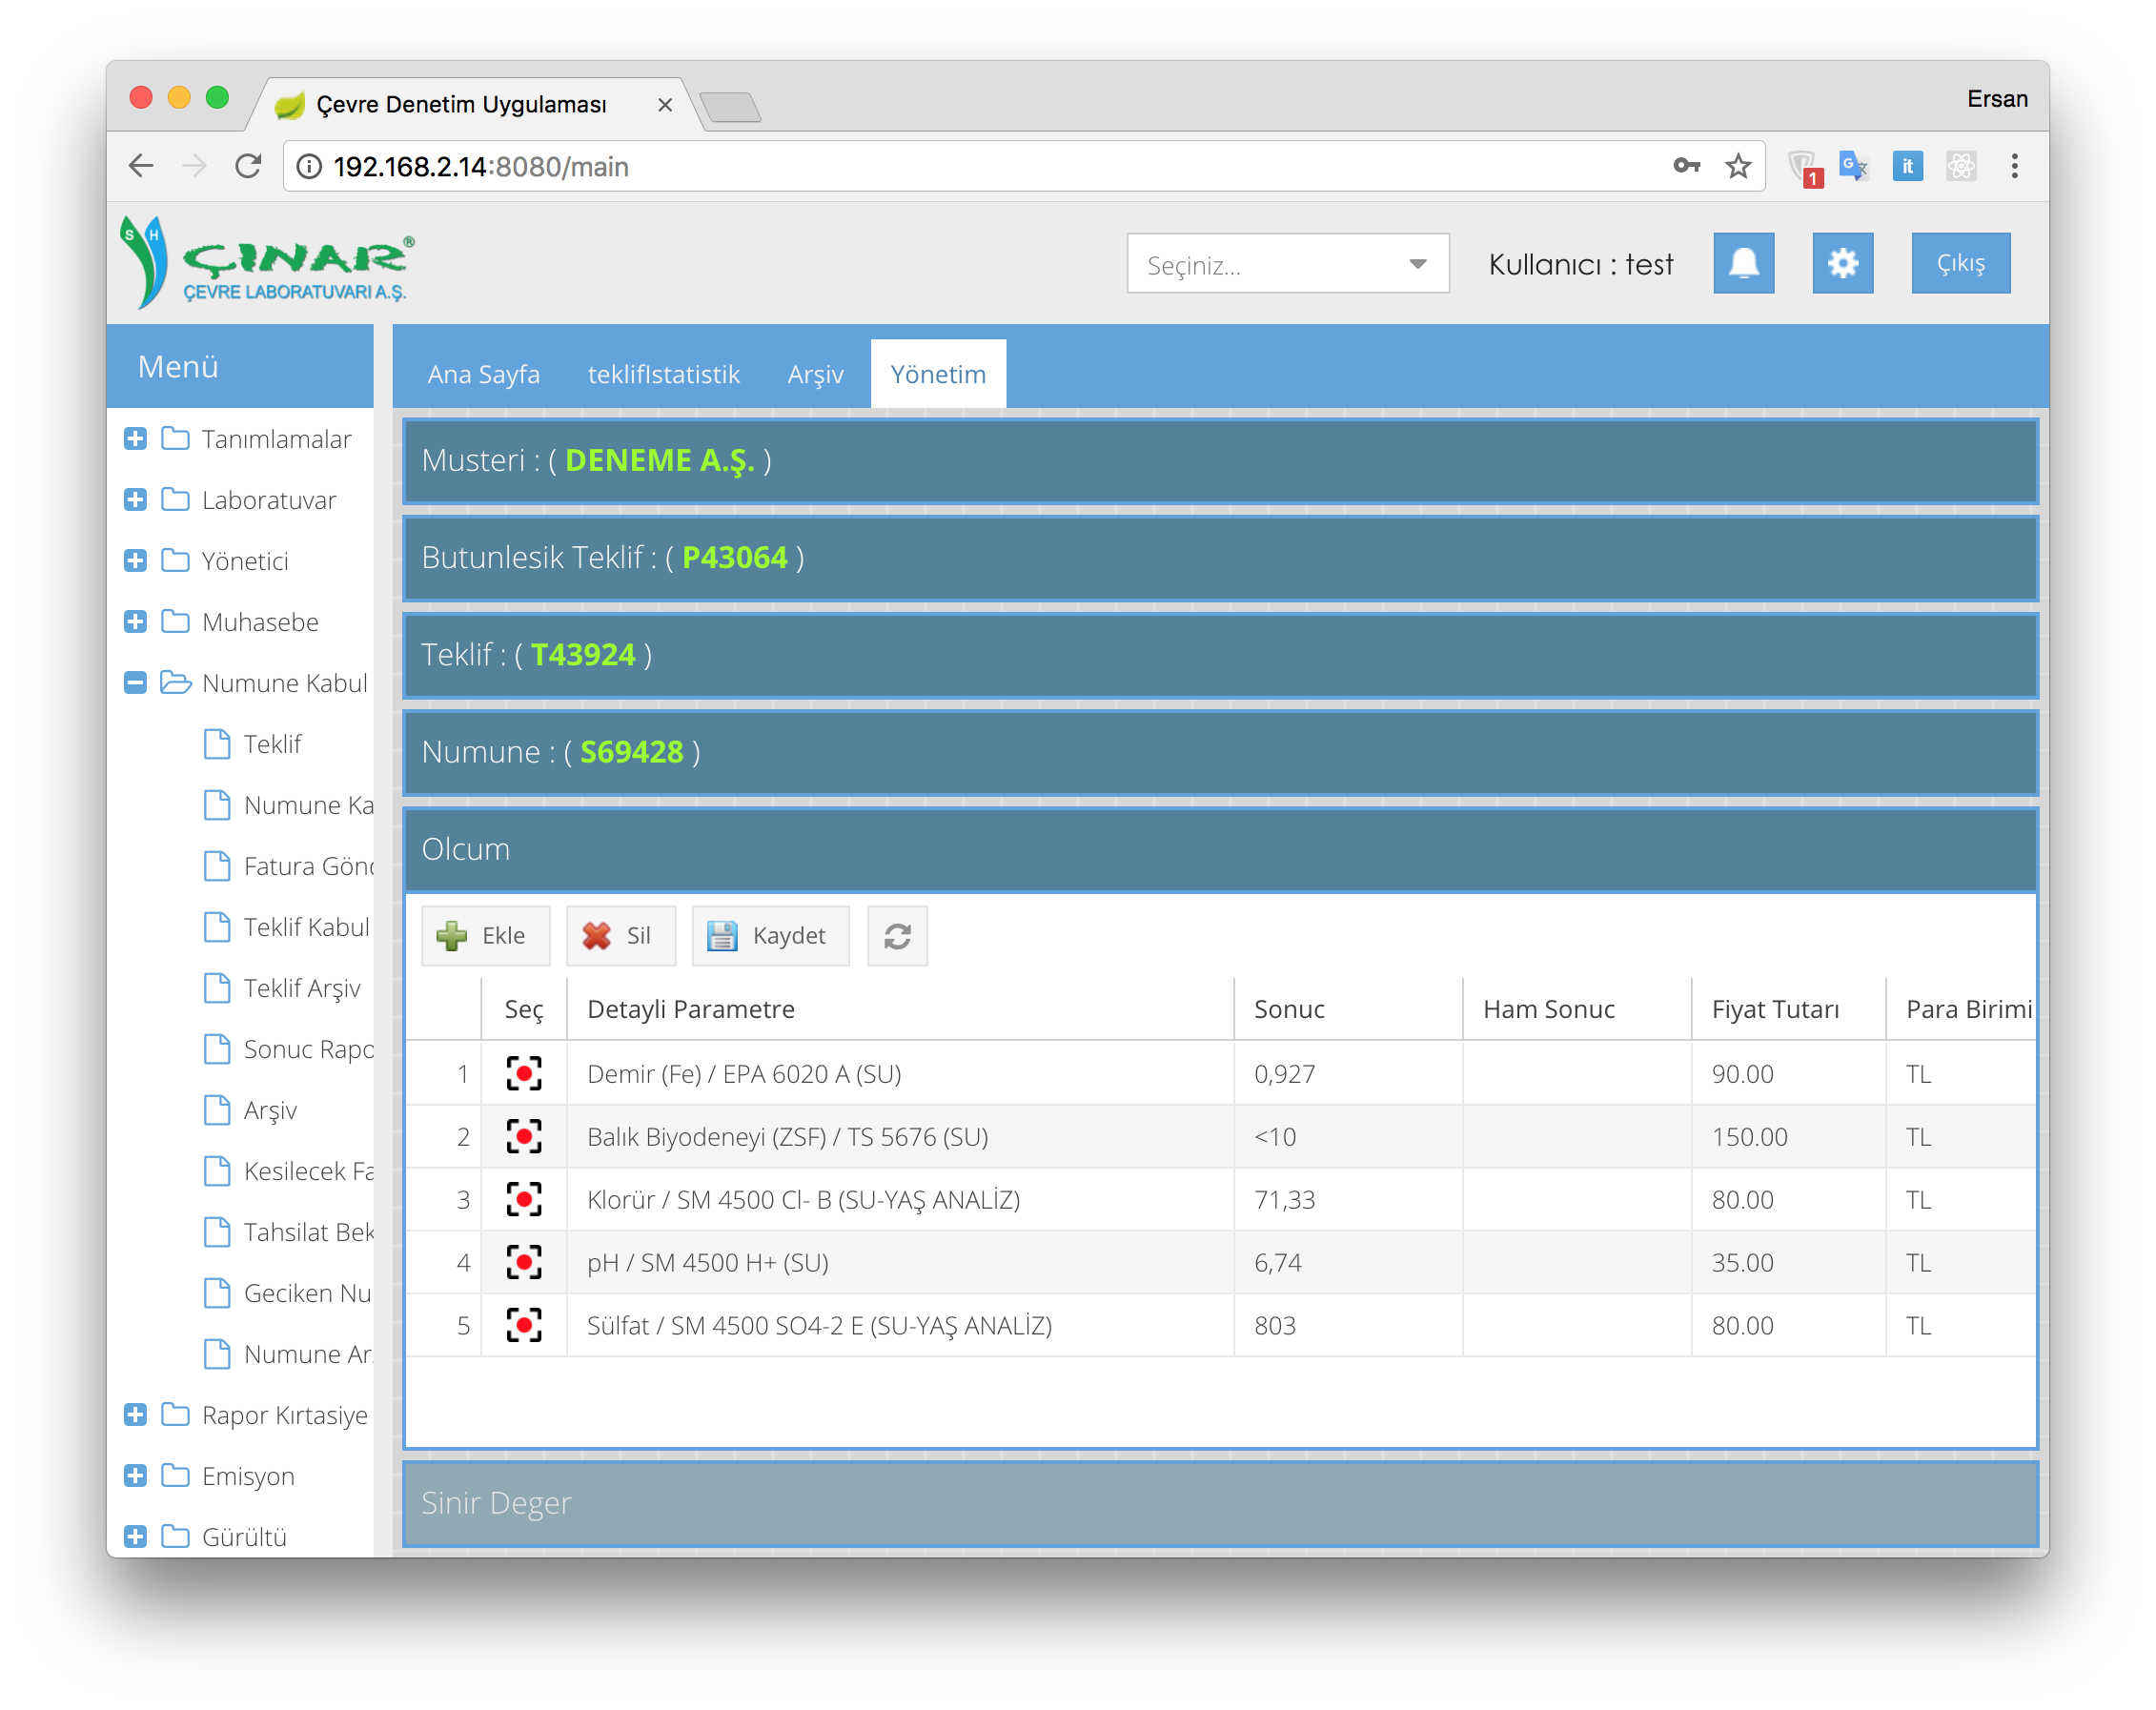 Çevre Denetim Uygulaması
Ersan
192.168.2.14:8080/main
1
it
S H
ÇINAR®
ÇEVRE LABORATUVARI A.Ş.
Seçiniz...
Kullanıcı : test
Çıkış
Menü
Tanımlamalar
Laboratuvar
Yönetici
Muhasebe
Numune Kabul
Teklif
Numune Ka
Fatura Gönd
Teklif Kabul
Teklif Arşiv
Sonuc Rapo
Arşiv
Kesilecek Fa
Tahsilat Bek
Geciken Nu
Numune Ar
Rapor Kırtasiye
Emisyon
Gürültü
Ana Sayfa teklifIstatistik Arşiv Yönetim
Musteri : ( DENEME A.Ş. )
Butunlesik Teklif : ( P43064 )
Teklif : ( T43924 )
Numune : ( S69428 )
Olcum
Ekle Sil Kaydet
Seç Detayli Parametre Sonuc Ham Sonuc Fiyat Tutarı Para Birimi
1 Demir (Fe) / EPA 6020 A (SU) 0,927 90.00 TL
2 Balık Biyodeneyi (ZSF) / TS 5676 (SU) <10 150.00 TL
3 Klorür / SM 4500 Cl- B (SU-YAŞ ANALİZ) 71,33 80.00 TL
4 pH / SM 4500 H+ (SU) 6,74 35.00 TL
5 Sülfat / SM 4500 SO4-2 E (SU-YAŞ ANALİZ) 803 80.00 TL
Sinir Deger